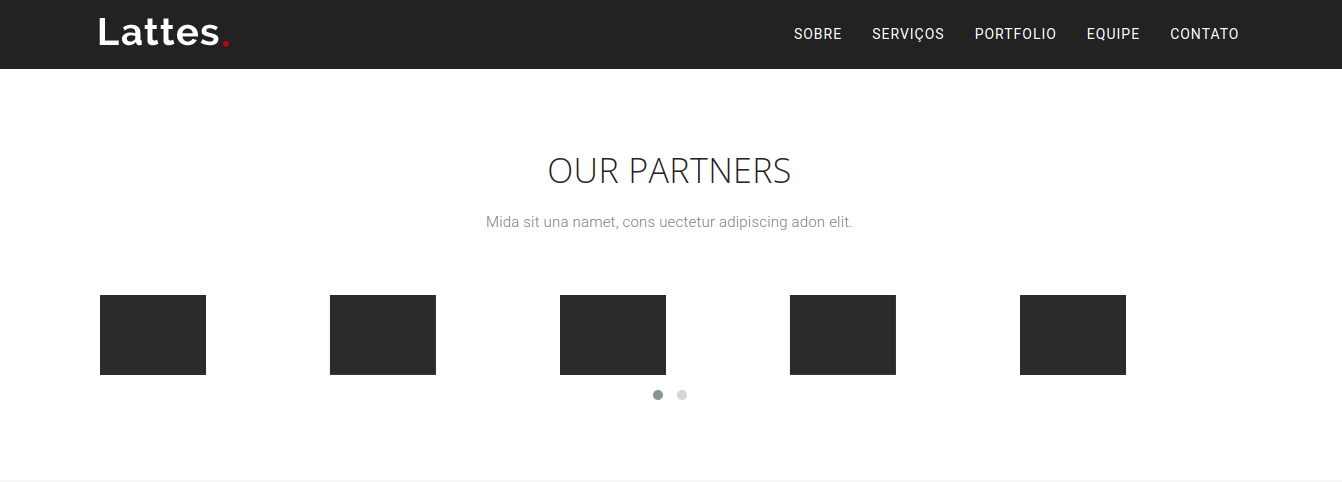 Lattes.
SOBRE SERVIÇOS PORTFOLIO EQUIPE CONTATO
OUR PARTNERS
Mida sit una namet, cons uectetur adipiscing adon elit.